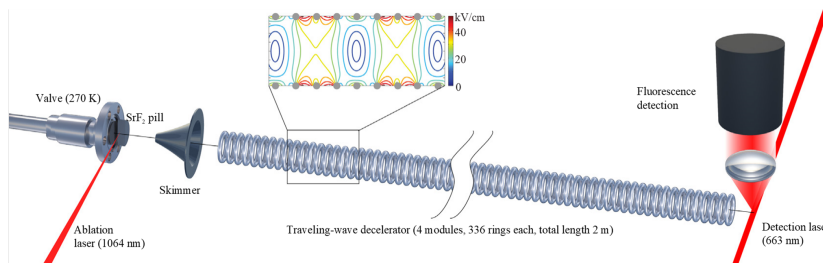 kV/cm
40
20
0
Valve (270 K)
SrF2 pill
Skimmer
Ablation
laser (1064 nm)
Traveling-wave decelerator (4 modules, 336 rings each, total length 2 m)
Fluorescence
detection
Detection lase
(663 nm)